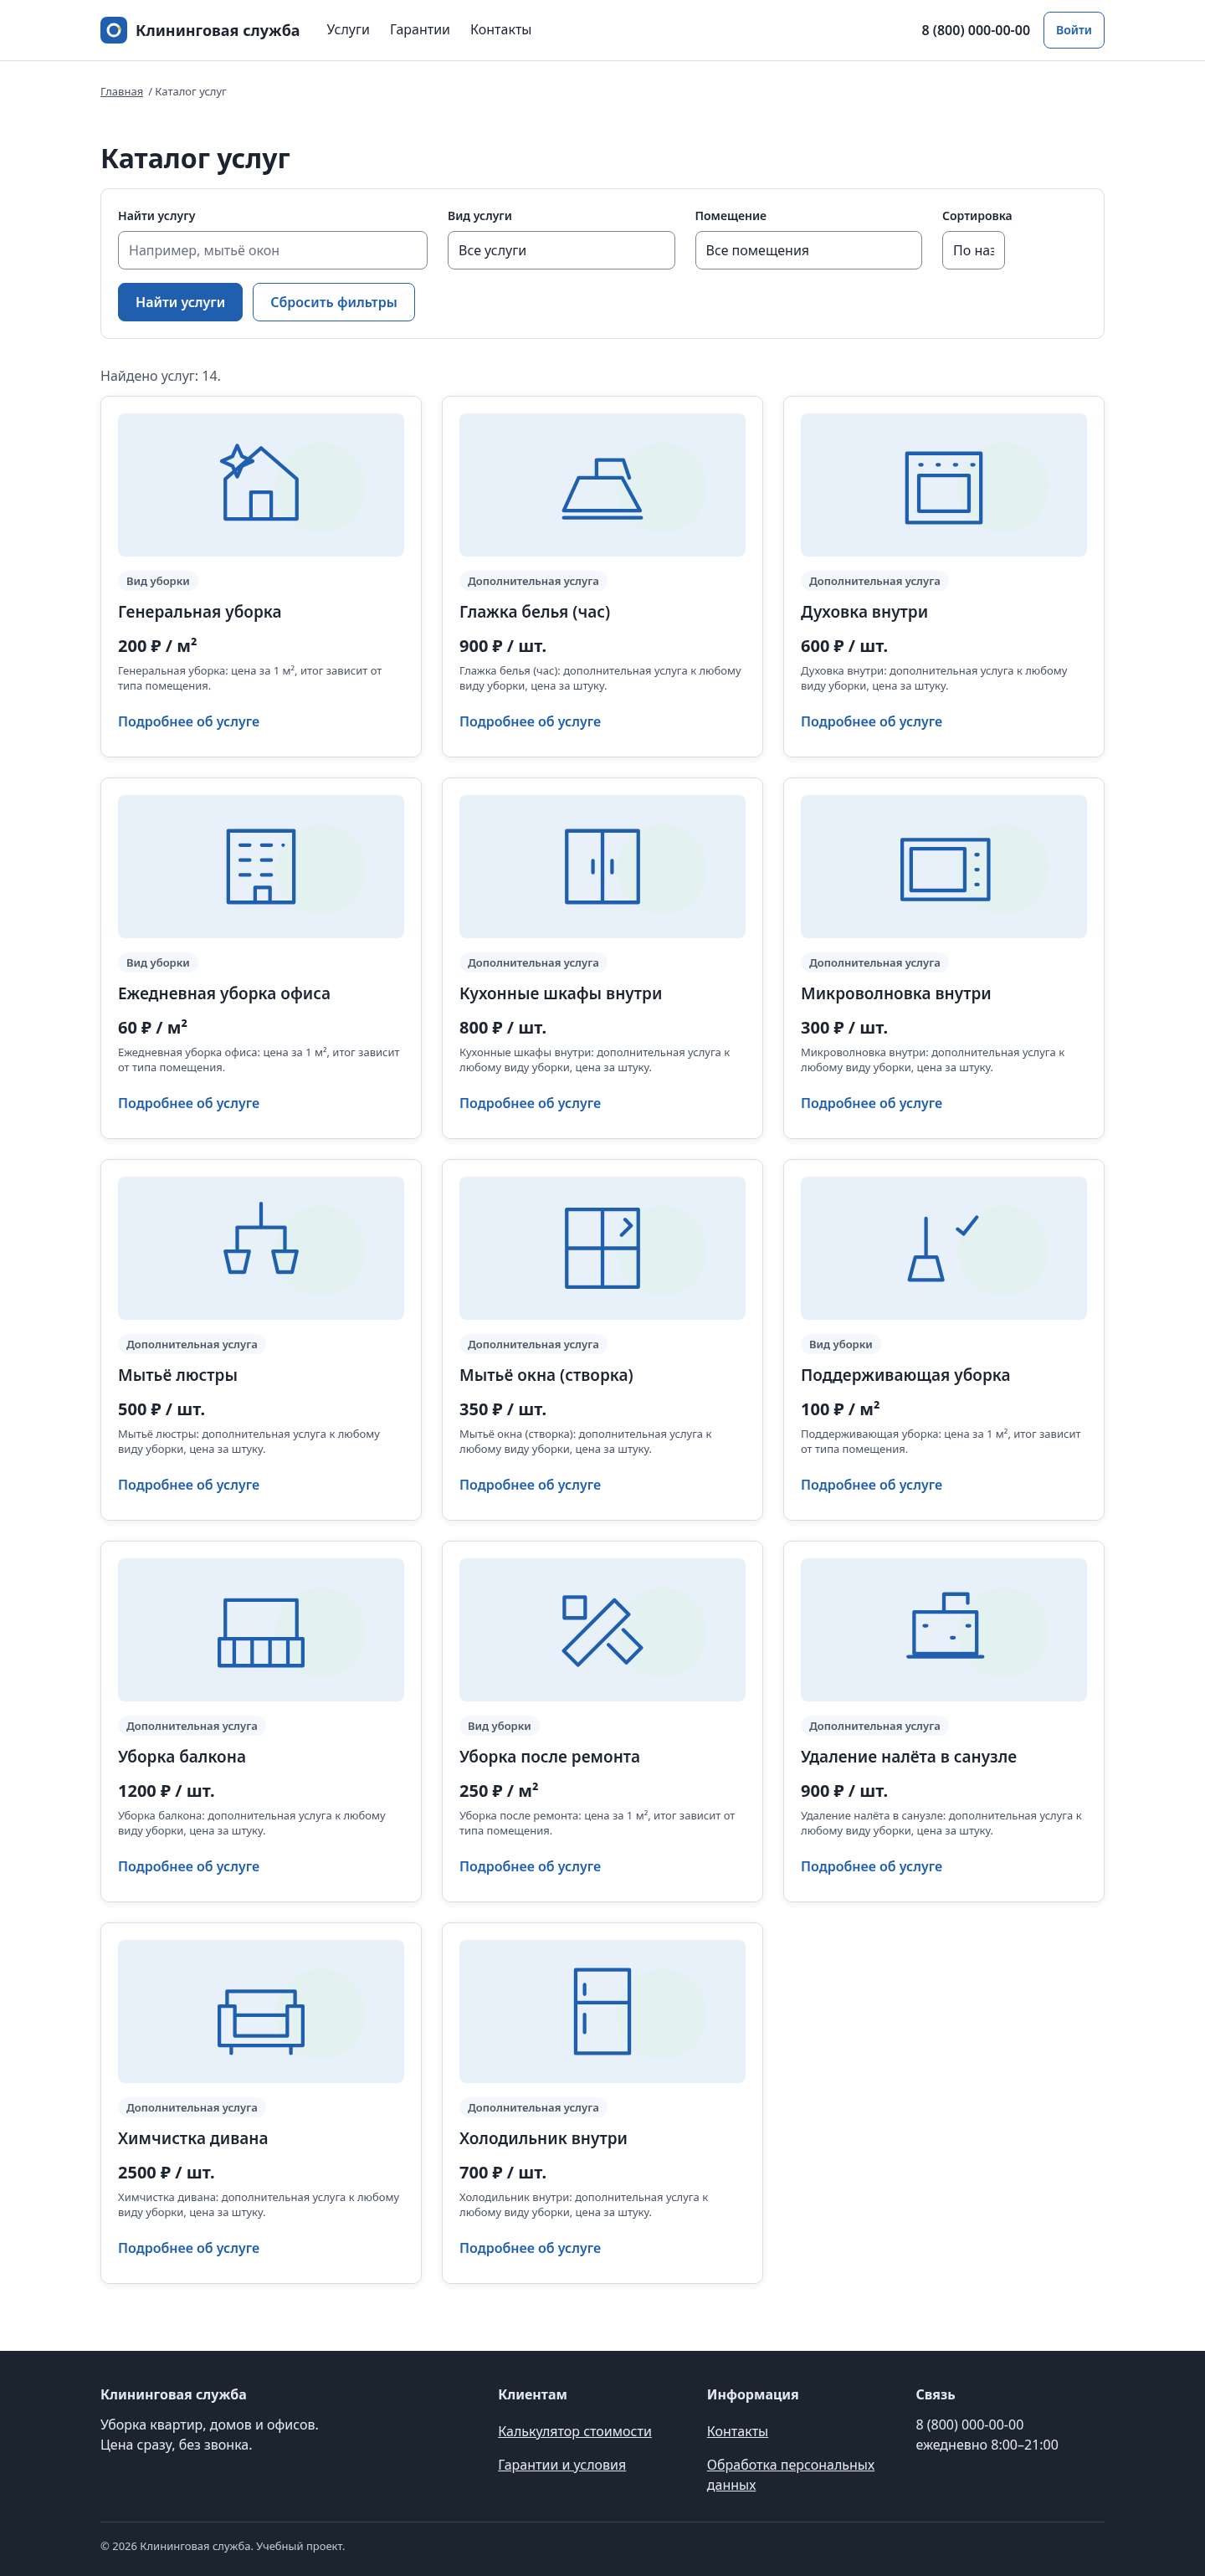 Клининговая служба
Услуги
Гарантии
Контакты
8 (800) 000-00-00
Войти
Главная / Каталог услуг
Каталог услуг
Найти услугу
Вид услуги
Помещение
Сортировка
Например, мытьё окон
Все услуги
Все помещения
По наз
Найти услуги
Сбросить фильтры
Найдено услуг: 14.
Вид уборки
Генеральная уборка
200 ₽ / м²
Генеральная уборка: цена за 1 м², итог зависит от
типа помещения.
Подробнее об услуге
Дополнительная услуга
Глажка белья (час)
900 ₽ / шт.
Глажка белья (час): дополнительная услуга к любому
виду уборки, цена за штуку.
Подробнее об услуге
Дополнительная услуга
Духовка внутри
600 ₽ / шт.
Духовка внутри: дополнительная услуга к любому
виду уборки, цена за штуку.
Подробнее об услуге
Вид уборки
Ежедневная уборка офиса
60 ₽ / м²
Ежедневная уборка офиса: цена за 1 м², итог зависит
от типа помещения.
Подробнее об услуге
Дополнительная услуга
Кухонные шкафы внутри
800 ₽ / шт.
Кухонные шкафы внутри: дополнительная услуга к
любому виду уборки, цена за штуку.
Подробнее об услуге
Дополнительная услуга
Микроволновка внутри
300 ₽ / шт.
Микроволновка внутри: дополнительная услуга к
любому виду уборки, цена за штуку.
Подробнее об услуге
Дополнительная услуга
Мытьё люстры
500 ₽ / шт.
Мытьё люстры: дополнительная услуга к любому
виду уборки, цена за штуку.
Подробнее об услуге
Дополнительная услуга
Мытьё окна (створка)
350 ₽ / шт.
Мытьё окна (створка): дополнительная услуга к
любому виду уборки, цена за штуку.
Подробнее об услуге
Вид уборки
Поддерживающая уборка
100 ₽ / м²
Поддерживающая уборка: цена за 1 м², итог зависит
от типа помещения.
Подробнее об услуге
Дополнительная услуга
Уборка балкона
1200 ₽ / шт.
Уборка балкона: дополнительная услуга к любому
виду уборки, цена за штуку.
Подробнее об услуге
Вид уборки
Уборка после ремонта
250 ₽ / м²
Уборка после ремонта: цена за 1 м², итог зависит от
типа помещения.
Подробнее об услуге
Дополнительная услуга
Удаление налёта в санузле
900 ₽ / шт.
Удаление налёта в санузле: дополнительная услуга к
любому виду уборки, цена за штуку.
Подробнее об услуге
Дополнительная услуга
Химчистка дивана
2500 ₽ / шт.
Химчистка дивана: дополнительная услуга к любому
виду уборки, цена за штуку.
Подробнее об услуге
Дополнительная услуга
Холодильник внутри
700 ₽ / шт.
Холодильник внутри: дополнительная услуга к
любому виду уборки, цена за штуку.
Подробнее об услуге
Клининговая служба
Уборка квартир, домов и офисов.
Цена сразу, без звонка.
Клиентам
Калькулятор стоимости
Гарантии и условия
Информация
Контакты
Обработка персональных
данных
Связь
8 (800) 000-00-00
ежедневно 8:00–21:00
© 2026 Клининговая служба. Учебный проект.